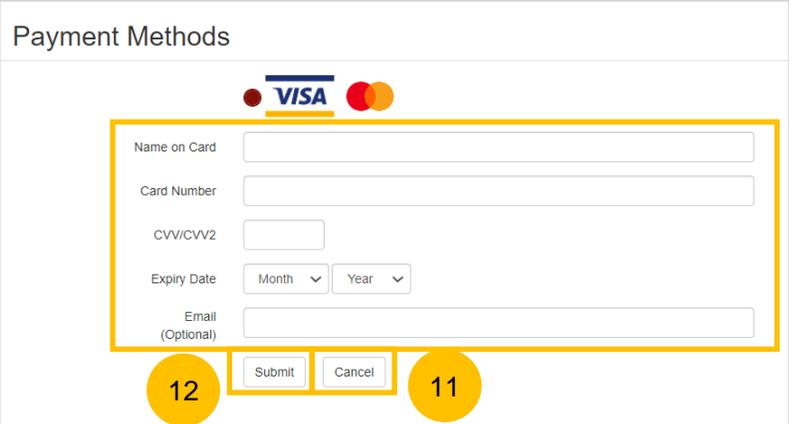 Payment Methods
VISA
Name on Card
Card Number
CVV/CVV2
Expiry Date Month Year
Email
(Optional)
12 Submit Cancel 11